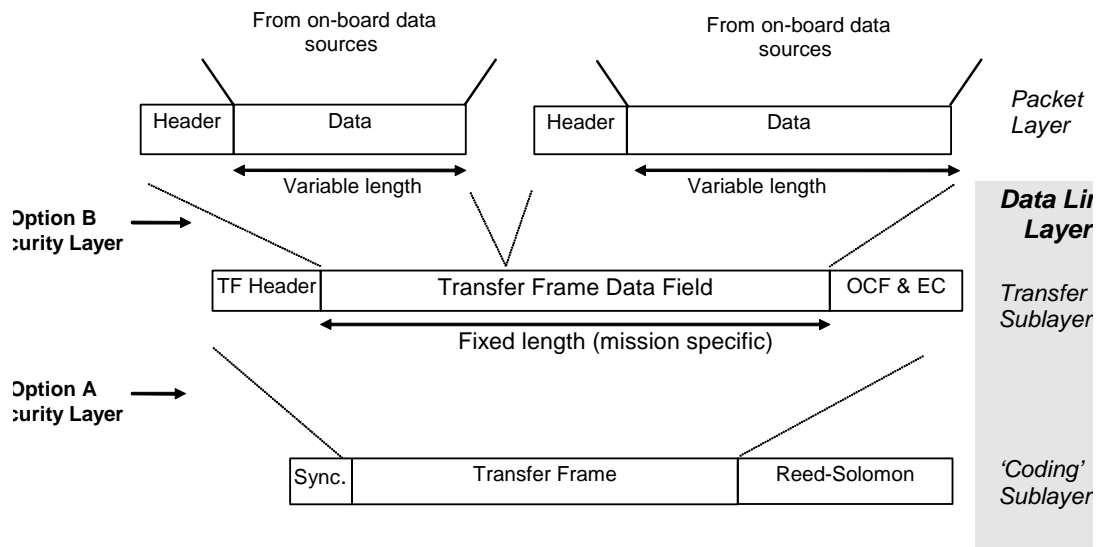 From on-board data
sources
From on-board data
sources
Header
Data
Header
Data
Packet
Layer
Variable length
Variable length
Option B
curity Layer
Data Lin
Layer
TF Header
Transfer Frame Data Field
OCF & EC
Transfer
Sublayer
Fixed length (mission specific)
Option A
curity Layer
Sync.
Transfer Frame
Reed-Solomon
‘Coding’
Sublayer